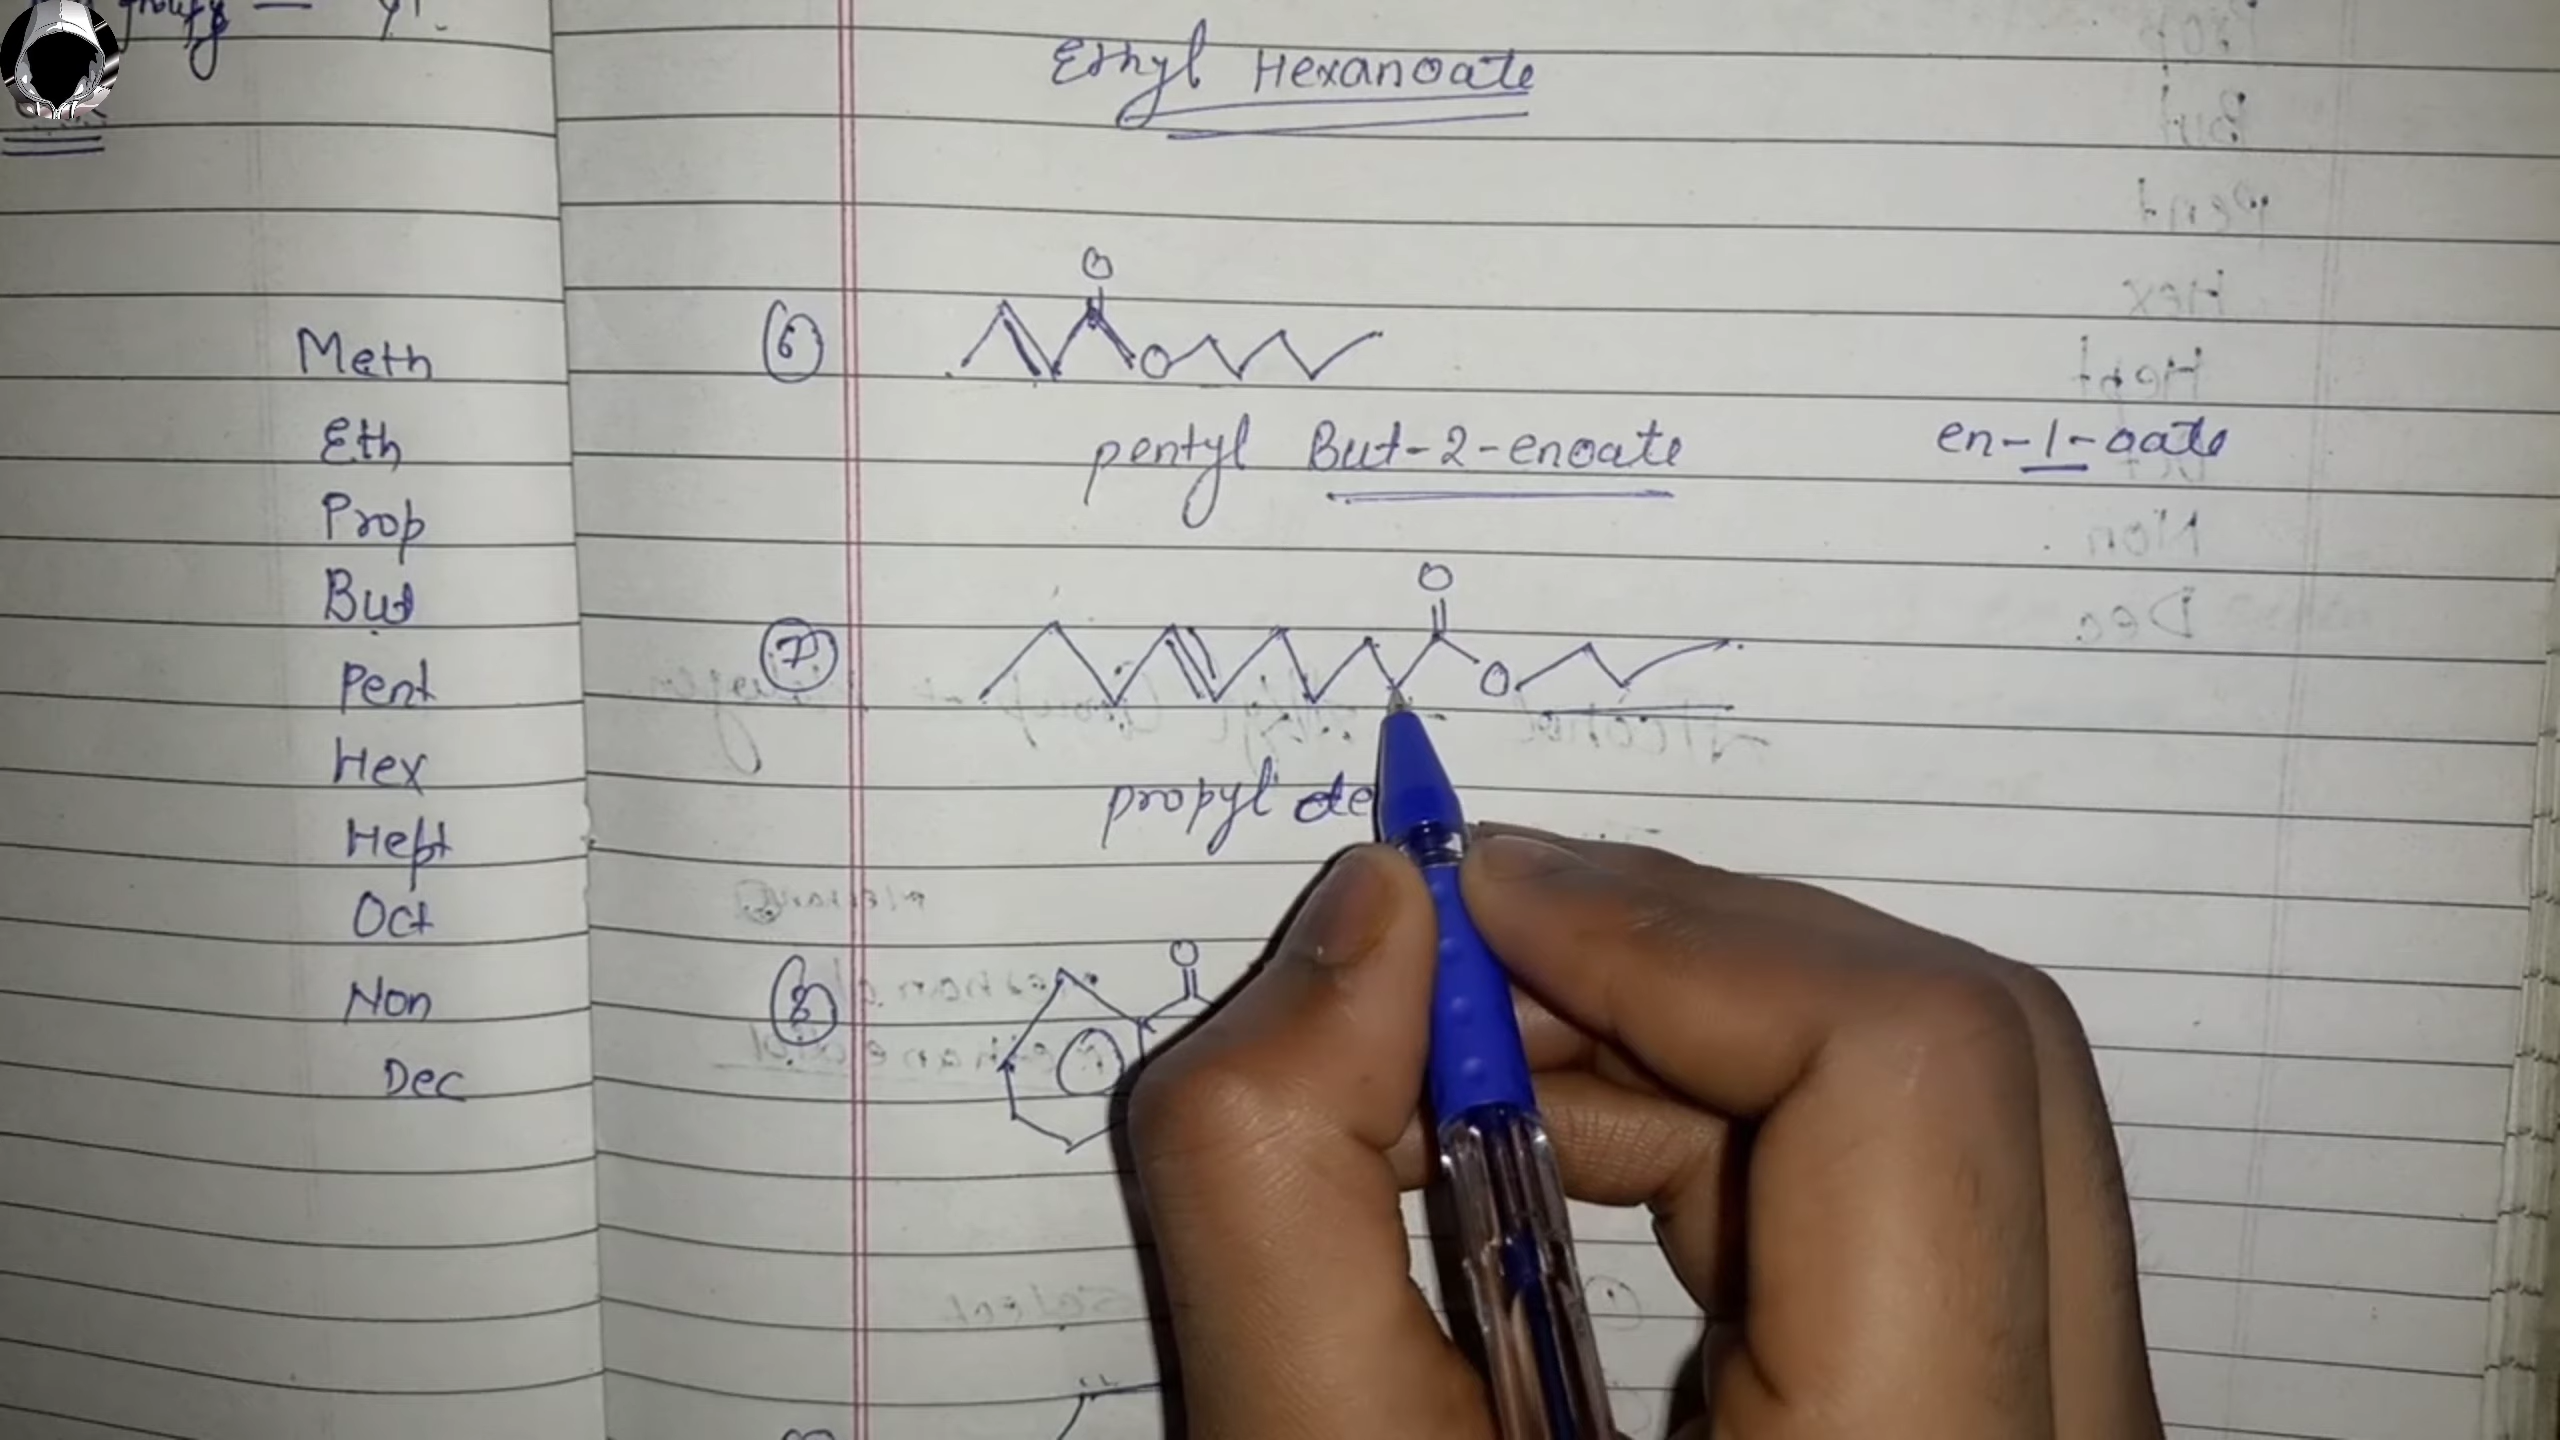 Ethyl Hexanoate
Meth
Eth
Prop
But
Pent
Hex
Hept
Oct
Non
Dec
6
O
O
pentyl But-2-enoate
en-1-oate
7
O
O
propyl de
8
O